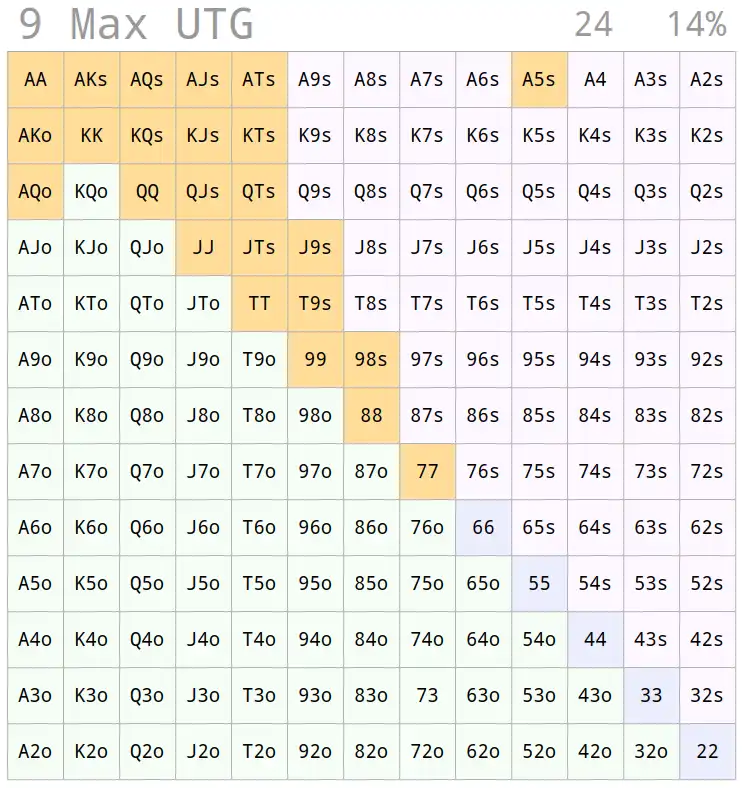 9 Max UTG 24 14%
AA AKs AQs AJs ATs A9s A8s A7s A6s A5s A4 A3s A2s
AKo KK KQs KJs KTs K9s K8s K7s K6s K5s K4s K3s K2s
AQo KQo QQ QJs QTs Q9s Q8s Q7s Q6s Q5s Q4s Q3s Q2s
AJo KJo QJo JJ JTs J9s J8s J7s J6s J5s J4s J3s J2s
ATo KTo QTo JTo TT T9s T8s T7s T6s T5s T4s T3s T2s
A9o K9o Q9o J9o T9o 99 98s 97s 96s 95s 94s 93s 92s
A8o K8o Q8o J8o T8o 98o 88 87s 86s 85s 84s 83s 82s
A7o K7o Q7o J7o T7o 97o 87o 77 76s 75s 74s 73s 72s
A6o K6o Q6o J6o T6o 96o 86o 76o 66 65s 64s 63s 62s
A5o K5o Q5o J5o T5o 95o 85o 75o 65o 55 54s 53s 52s
A4o K4o Q4o J4o T4o 94o 84o 74o 64o 54o 44 43s 42s
A3o K3o Q3o J3o T3o 93o 83o 73 63o 53o 43o 33 32s
A2o K2o Q2o J2o T2o 92o 82o 72o 62o 52o 42o 32o 22